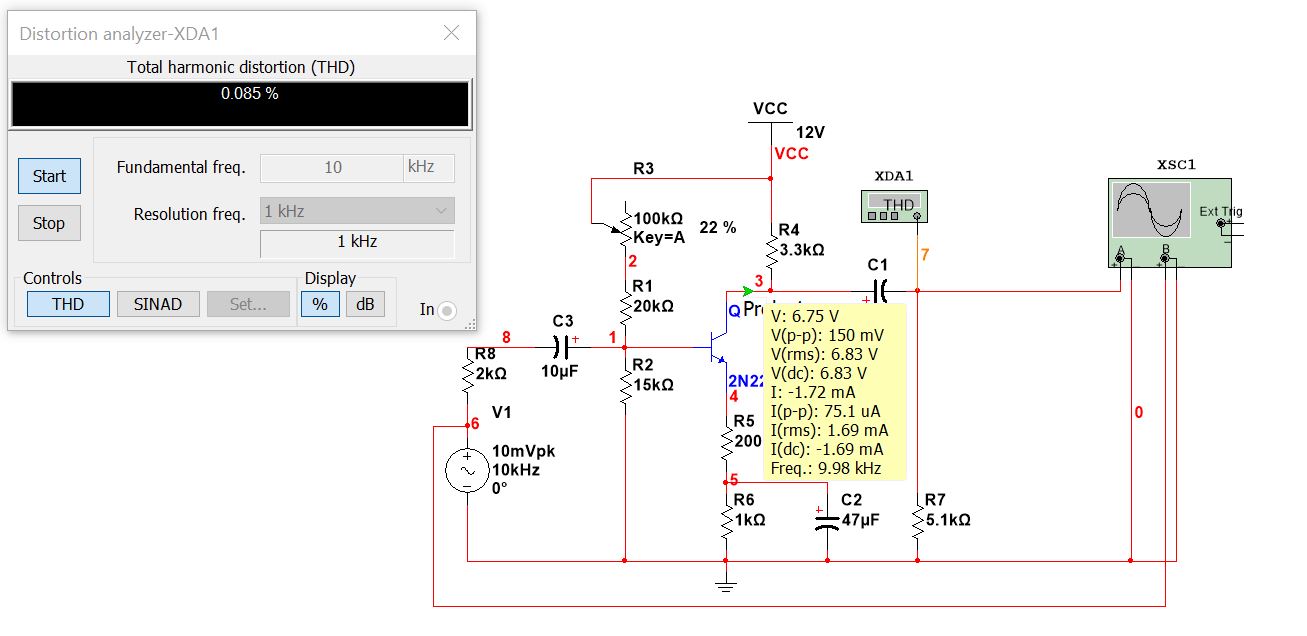 Distortion analyzer-XDA1
Total harmonic distortion (THD)
0.085 %
Start
Stop
Fundamental freq.
10
kHz
Resolution freq.
1 kHz
1 kHz
Controls
THD
SINAD
Set...
Display
%
dB
In
VCC
12V
VCC
R3
100kΩ
Key=A
22 %
2
R1
20kΩ
R4
3.3kΩ
XDA1
THD
7
XSC1
Ext Trig
A
B
C1
3
Q
V: 6.75 V
V(p-p): 150 mV
V(rms): 6.83 V
V(dc): 6.83 V
I: -1.72 mA
I(p-p): 75.1 uA
I(rms): 1.69 mA
I(dc): -1.69 mA
Freq.: 9.98 kHz
C3
10µF
8
1
R8
2kΩ
R2
15kΩ
2N22
4
V1
6
10mVpk
10kHz
0°
R5
200
5
R6
1kΩ
C2
47µF
R7
5.1kΩ
0